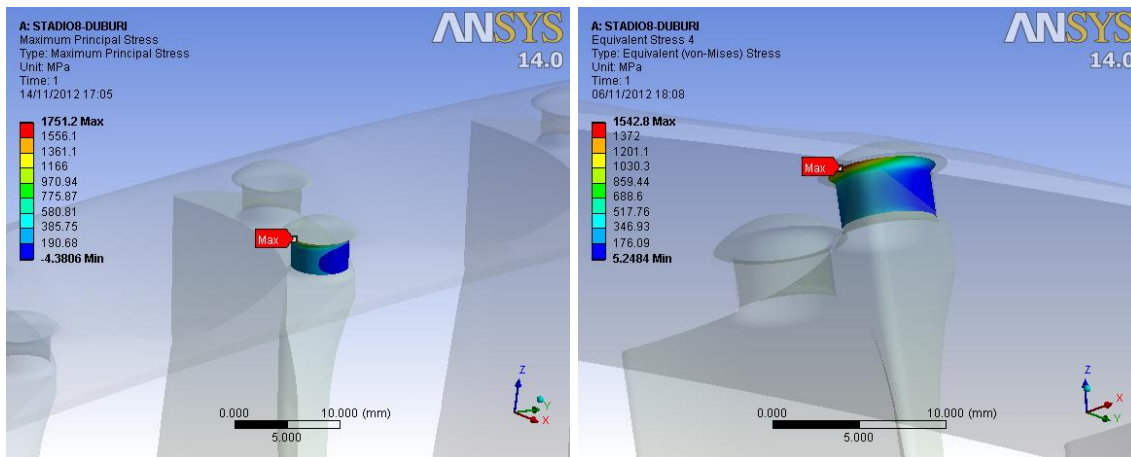 A: STADIO8-DUBURI
Maximum Principal Stress
Type: Maximum Principal Stress
Unit: MPa
Time: 1
14/11/2012 17:05
ANSYS
14.0
1751.2 Max
1556.1
1361.1
1166
970.94
775.87
580.81
385.75
190.68
-4.3806 Min
Max
0.000
10.000 (mm)
5.000
Z
Y
X
A: STADIO8-DUBURI
Equivalent Stress 4
Type: Equivalent (von-Mises) Stress
Unit: MPa
Time: 1
06/11/2012 18:08
ANSYS
14.0
1542.8 Max
1372
1201.1
1030.3
859.44
688.6
517.76
346.93
176.09
5.2484 Min
Max
0.000
10.000 (mm)
5.000
Z
X
Y